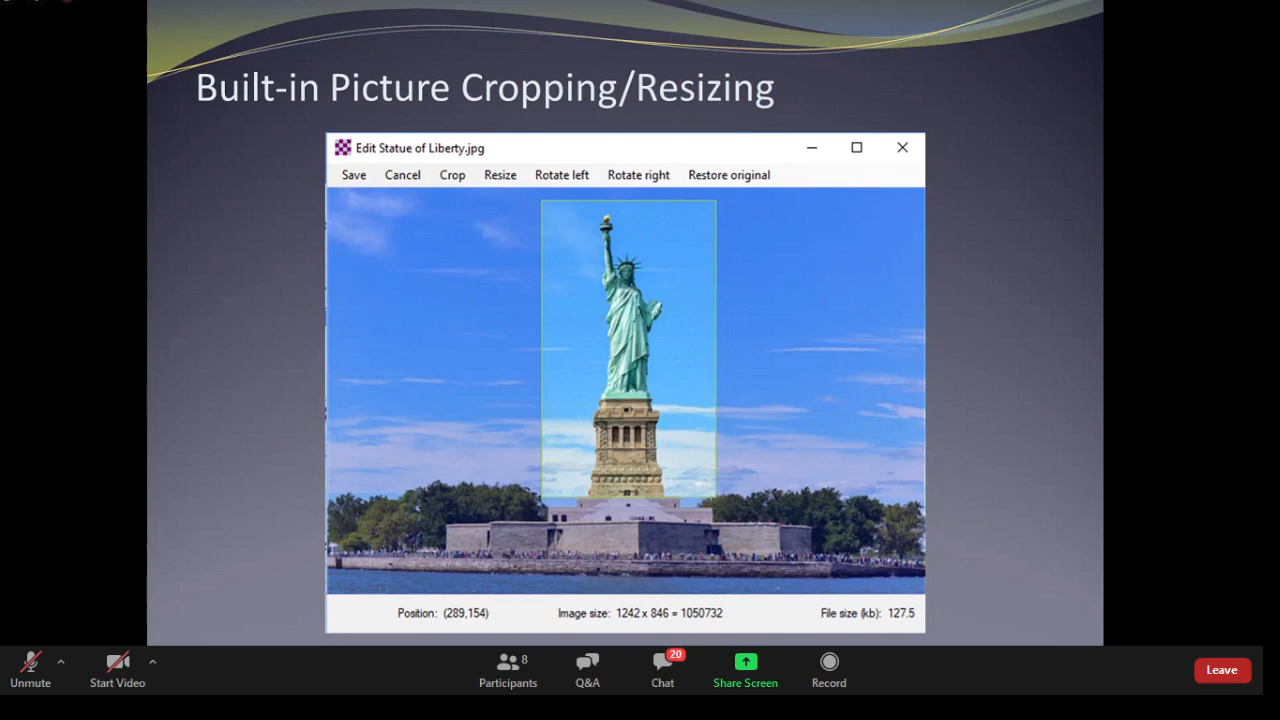 Built-in Picture Cropping/Resizing
Edit Statue of Liberty.jpg
Save Cancel Crop Resize Rotate left Rotate right Restore original
Position: (289,154) Image size: 1242 x 846 = 1050732 File size (kb): 127.5
8 20
Unmute Start Video Participants Q&A Chat Share Screen Record Leave